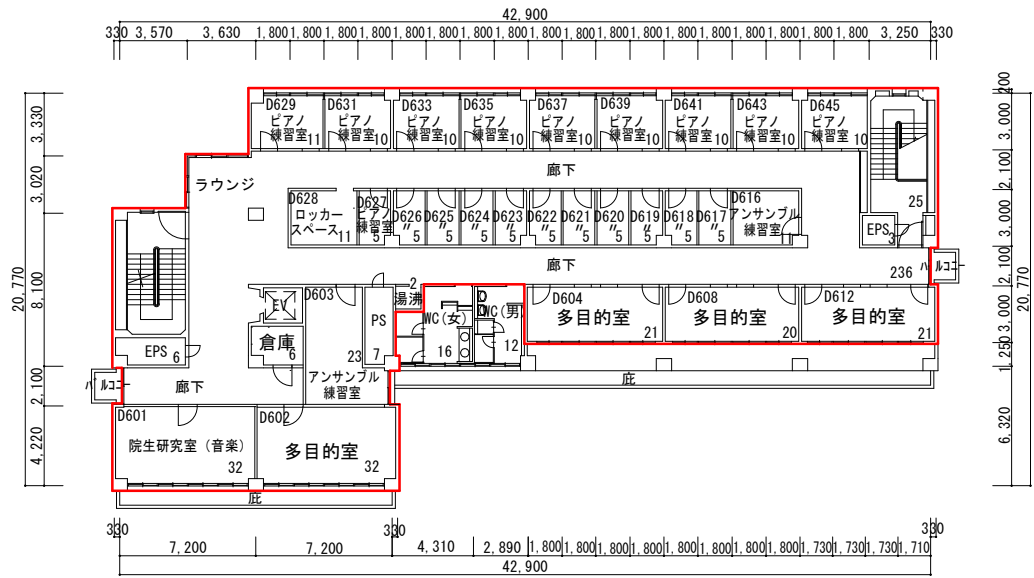 42,900
330 3,570 3,630 1,800 1,800 1,800 1,800 1,800 1,800 1,800 1,800 1,800 1,800 1,800 1,800 1,800 1,800 1,800 1,800 1,800 1,800 3,250 330
200
3,330
3,020
8,100
2,100
4,220
20,770
3,000
2,100
3,000
2,100
3,000
1,250
6,320
20,770
D629
ピアノ
練習室
11
D631
ピアノ
練習室
10
D633
ピアノ
練習室
10
D635
ピアノ
練習室
10
D637
ピアノ
練習室
10
D639
ピアノ
練習室
10
D641
ピアノ
練習室
10
D643
ピアノ
練習室
10
D645
ピアノ
練習室
10
廊下
ラウンジ
25
D628
ロッカー
スペース
11
D627
ピアノ
練習室
5
D626
〃
5
D625
〃
5
D624
〃
5
D623
〃
5
D622
〃
5
D621
〃
5
D620
〃
5
D619
〃
5
D618
〃
5
D617
〃
5
D616
アンサンブル
練習室
11
EPS
3
廊下
236
バルコニー
EV
D603
23
アンサンブル
練習室
2
湯沸
PS
7
WC(女)
16
WC(男)
12
D604
多目的室
21
D608
多目的室
20
D612
多目的室
21
倉庫
6
EPS
6
バルコニー
廊下
庇
D601
院生研究室(音楽)
32
D602
多目的室
32
庇
330
330
330
7,200 7,200 4,310 2,890 1,800 1,800 1,800 1,800 1,800 1,800 1,800 1,800 1,730 1,730 1,710
42,900